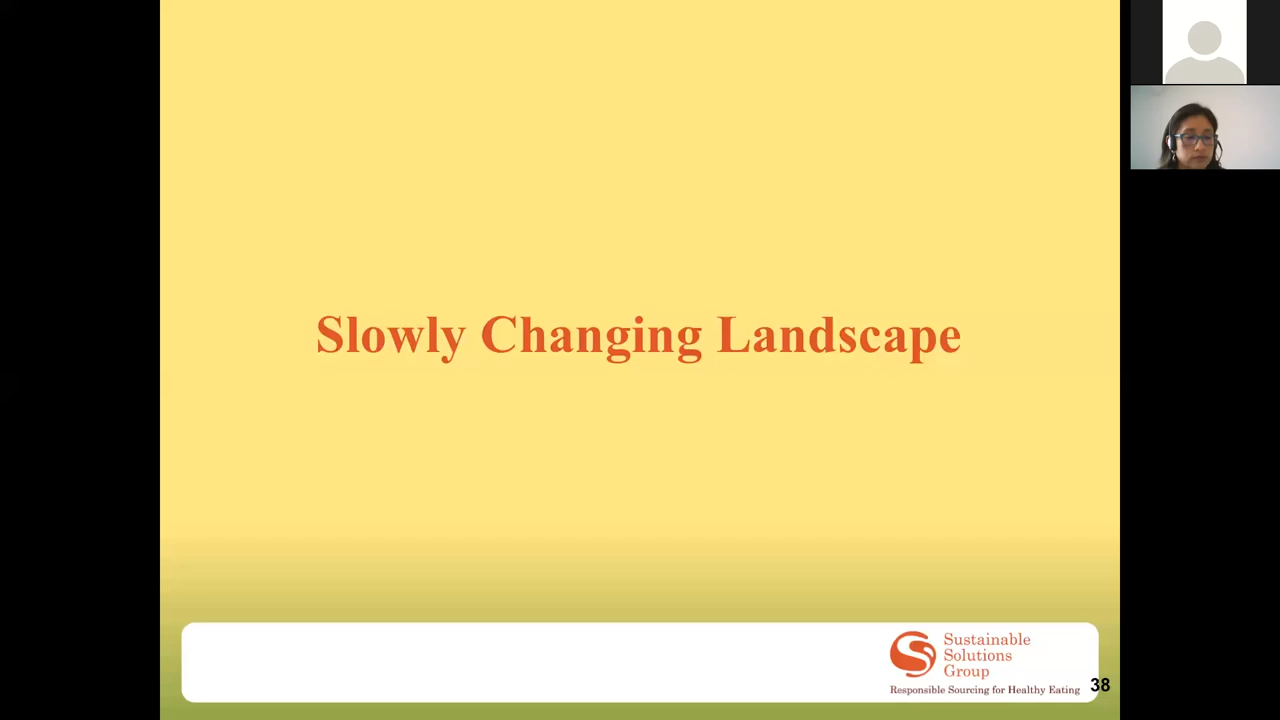 Slowly Changing Landscape
Sustainable
Solutions
Group
Responsible Sourcing for Healthy Eating
38